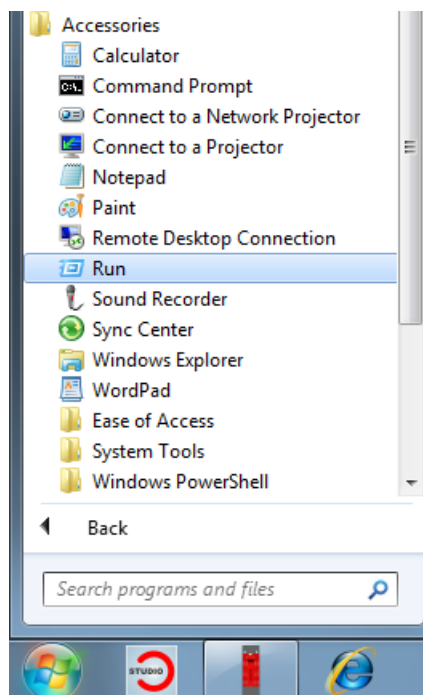 Accessories
Calculator
C:\.
Command Prompt
Connect to a Network Projector
Connect to a Projector
Notepad
Paint
Remote Desktop Connection
Run
Sound Recorder
Sync Center
Windows Explorer
WordPad
Ease of Access
System Tools
Windows PowerShell
Back
Search programs and files
STUDIO